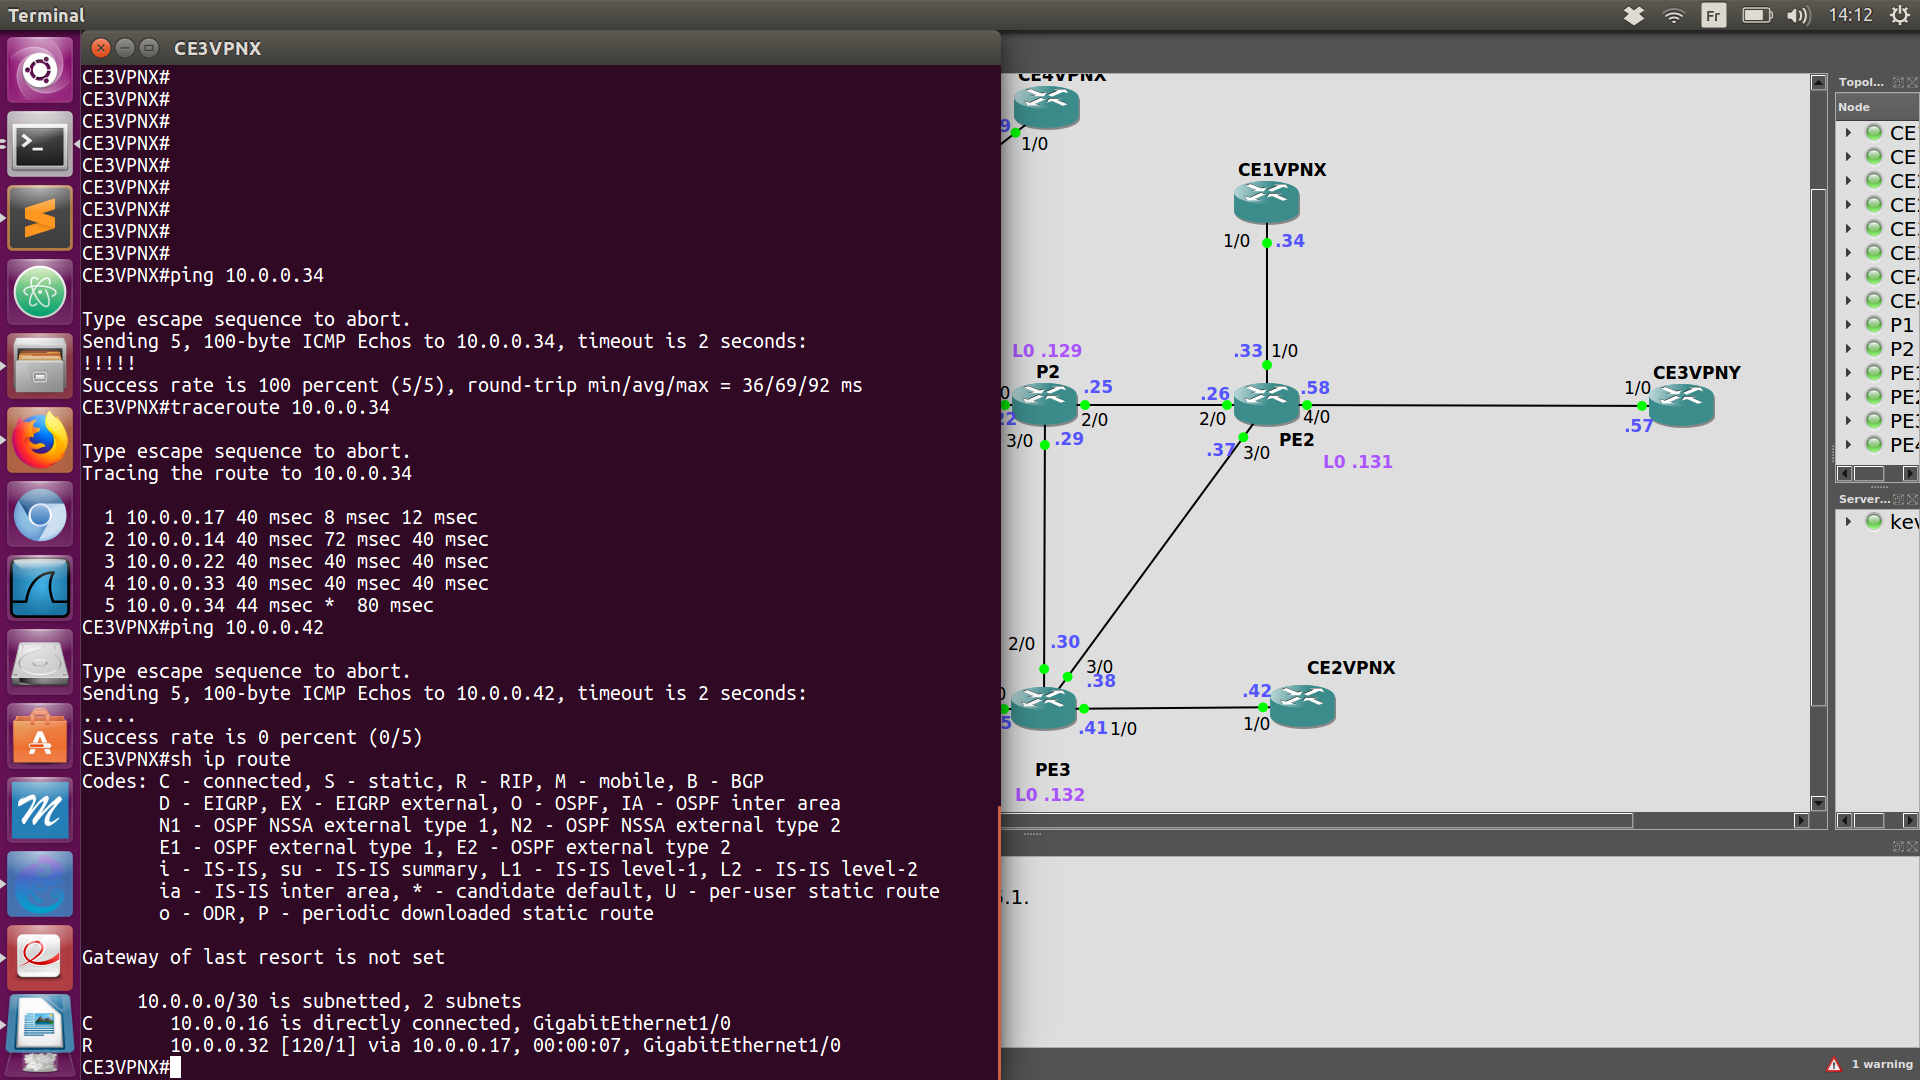 Terminal
Fr
14:12
CE3VPNX
CE3VPNX#
CE3VPNX#
CE3VPNX#
CE3VPNX#
CE3VPNX#
CE3VPNX#
CE3VPNX#
CE3VPNX#
CE3VPNX#
CE3VPNX#ping 10.0.0.34
Type escape sequence to abort.
Sending 5, 100-byte ICMP Echos to 10.0.0.34, timeout is 2 seconds:
!!!!!
Success rate is 100 percent (5/5), round-trip min/avg/max = 36/69/92 ms
CE3VPNX#traceroute 10.0.0.34
Type escape sequence to abort.
Tracing the route to 10.0.0.34
1 10.0.0.17 40 msec 8 msec 12 msec
2 10.0.0.14 40 msec 72 msec 40 msec
3 10.0.0.22 40 msec 40 msec 40 msec
4 10.0.0.33 40 msec 40 msec 40 msec
5 10.0.0.34 44 msec *  80 msec
CE3VPNX#ping 10.0.0.42
Type escape sequence to abort.
Sending 5, 100-byte ICMP Echos to 10.0.0.42, timeout is 2 seconds:
.....
Success rate is 0 percent (0/5)
CE3VPNX#sh ip route
Codes: C - connected, S - static, R - RIP, M - mobile, B - BGP
D - EIGRP, EX - EIGRP external, O - OSPF, IA - OSPF inter area
N1 - OSPF NSSA external type 1, N2 - OSPF NSSA external type 2
E1 - OSPF external type 1, E2 - OSPF external type 2
i - IS-IS, su - IS-IS summary, L1 - IS-IS level-1, L2 - IS-IS level-2
ia - IS-IS inter area, * - candidate default, U - per-user static route
o - ODR, P - periodic downloaded static route
Gateway of last resort is not set
10.0.0.0/30 is subnetted, 2 subnets
C 10.0.0.16 is directly connected, GigabitEthernet1/0
R 10.0.0.32 [120/1] via 10.0.0.17, 00:00:07, GigabitEthernet1/0
CE3VPNX#
CE4VPNX
9
1/0
CE1VPNX
1/0 .34
.33 1/0
L0 .129
P2
.25
2/0
3/0 .29
.26
2/0
.58
4/0
PE2
L0 .131
.37 3/0
1/0
CE3VPNY
.57
2/0 .30
3/0
.38
.41 1/0
PE3
L0 .132
CE2VPNX
.42
1/0
Topol...
Node
CE
CE
CE2
CE
CE
CE
CE4
CE4
P1
P2
PE
PE2
PE3
PE4
Server...
kev
.1.
1 warning